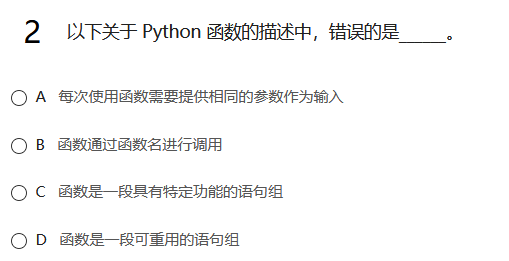 2 以下关于 Python 函数的描述中，错误的是_____。
A 每次使用函数需要提供相同的参数作为输入
B 函数通过函数名进行调用
C 函数是一段具有特定功能的语句组
D 函数是一段可重用的语句组